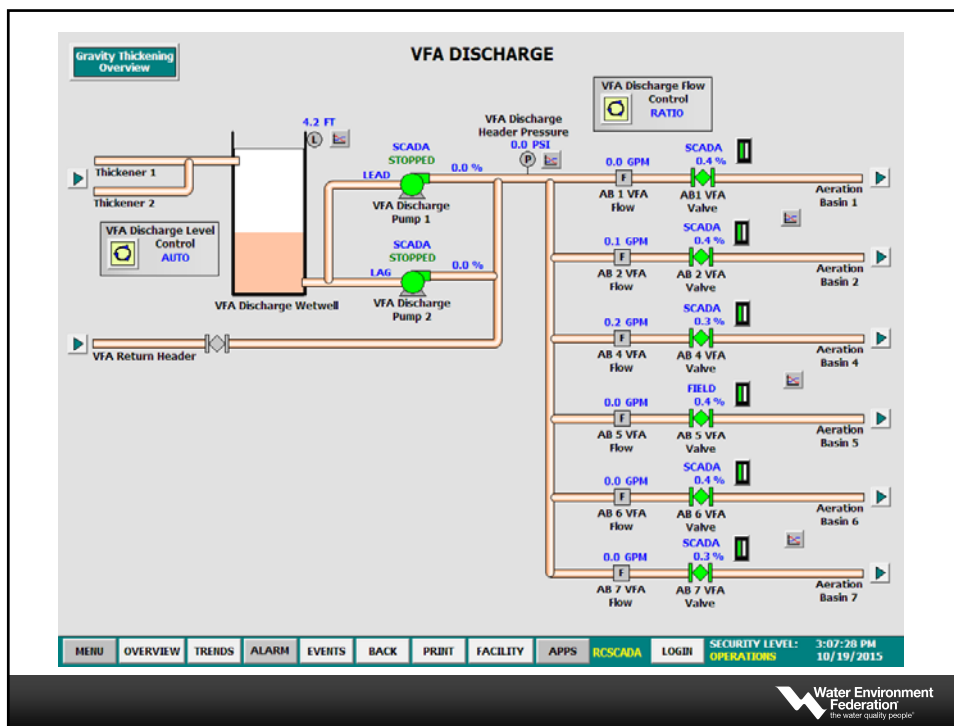 Gravity Thickening
Overview
VFA DISCHARGE
VFA Discharge Flow
Control
RATIO
4.2 FT
L
VFA Discharge
Header Pressure
0.0 PSI
P
Thickener 1
Thickener 2
VFA Discharge Level
Control
AUTO
VFA Discharge Wetwell
SCADA
STOPPED
LEAD
0.0 %
VFA Discharge
Pump 1
SCADA
STOPPED
LAG
0.0 %
VFA Discharge
Pump 2
VFA Return Header
0.0 GPM
F
AB 1 VFA
Flow
SCADA
0.4 %
AB1 VFA
Valve
Aeration
Basin 1
0.1 GPM
F
AB 2 VFA
Flow
SCADA
0.4 %
AB 2 VFA
Valve
Aeration
Basin 2
0.2 GPM
F
AB 4 VFA
Flow
SCADA
0.3 %
AB 4 VFA
Valve
Aeration
Basin 4
0.0 GPM
F
AB 5 VFA
Flow
FIELD
0.4 %
AB 5 VFA
Valve
Aeration
Basin 5
0.0 GPM
F
AB 6 VFA
Flow
SCADA
0.4 %
AB 6 VFA
Valve
Aeration
Basin 6
0.0 GPM
F
AB 7 VFA
Flow
SCADA
0.3 %
AB 7 VFA
Valve
Aeration
Basin 7
MENU OVERVIEW TRENDS ALARM EVENTS BACK PRINT FACILITY APPS RCSCADA LOGIN
SECURITY LEVEL:
OPERATIONS
3:07:28 PM
10/19/2015
Water Environment
Federation®
the water quality people®